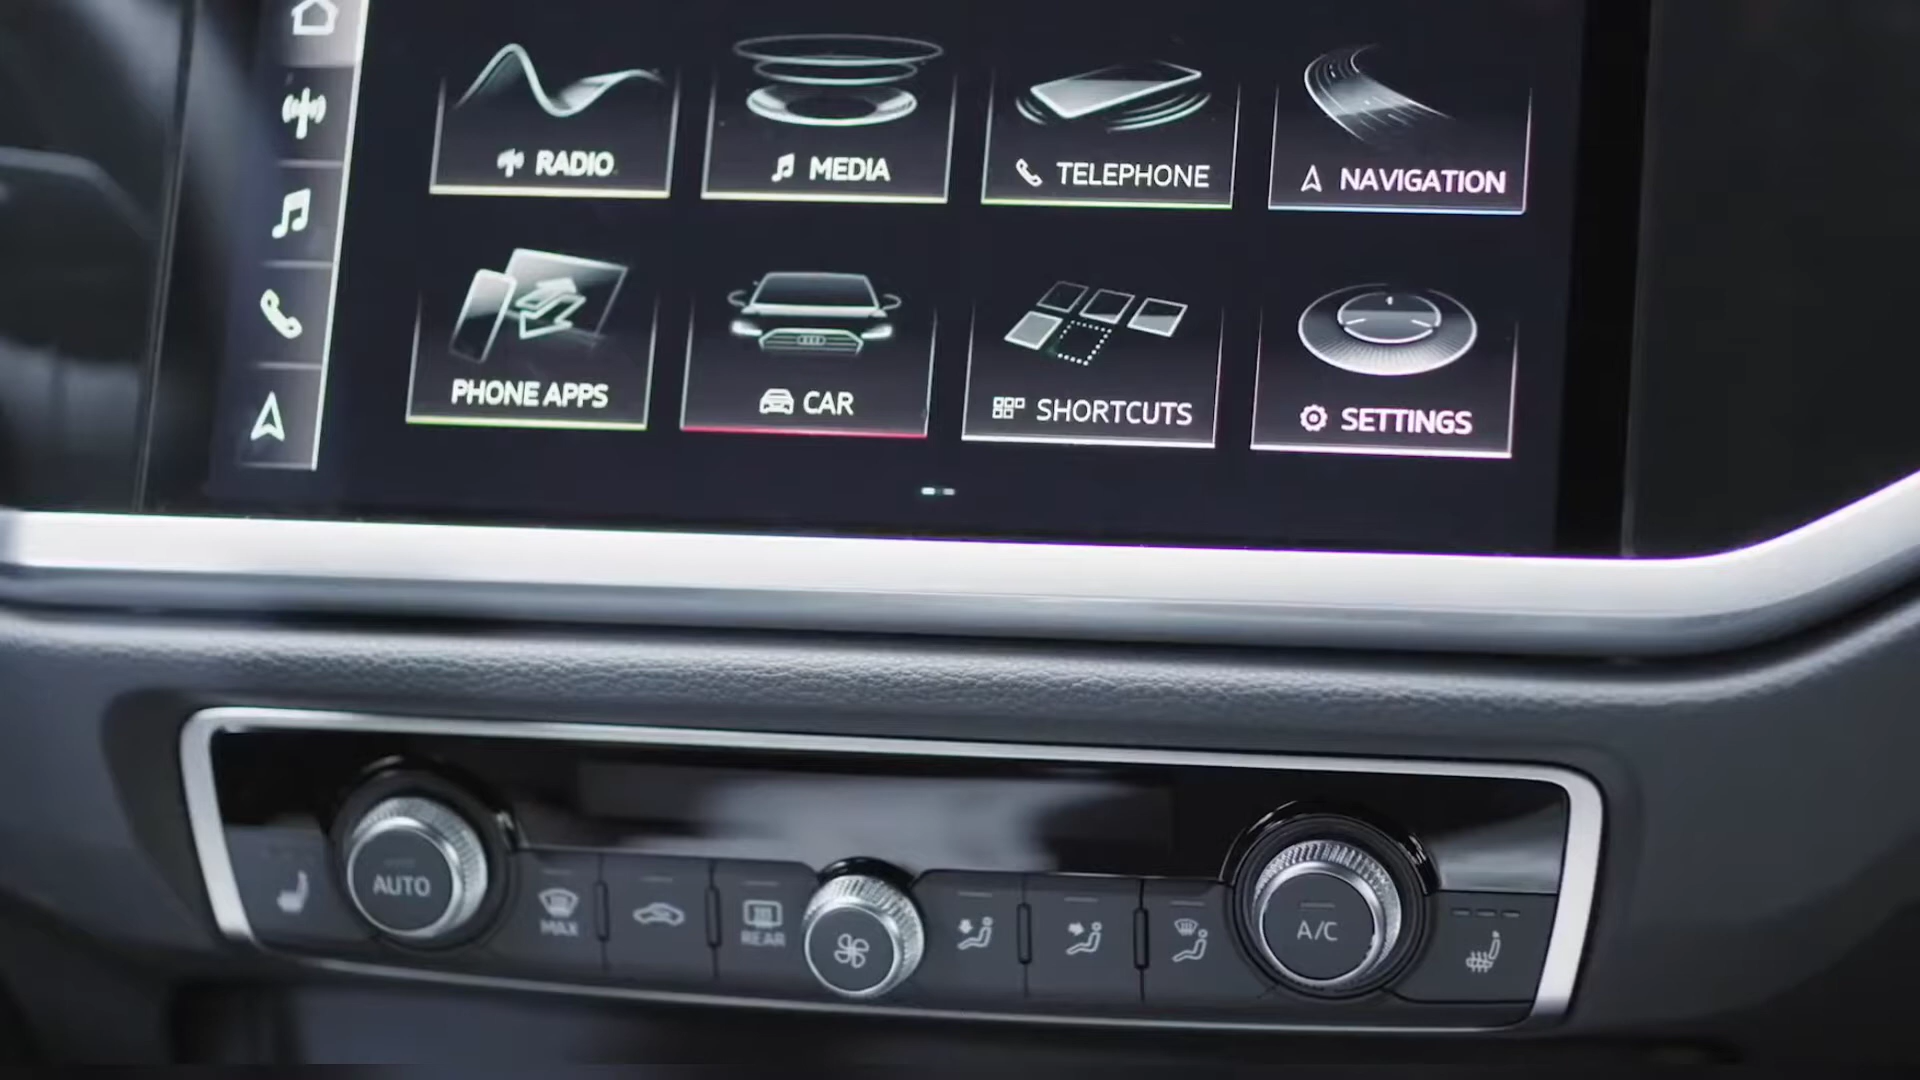 RADIO
MEDIA
TELEPHONE
NAVIGATION
PHONE APPS
CAR
SHORTCUTS
SETTINGS
AUTO
MAX
REAR
A/C